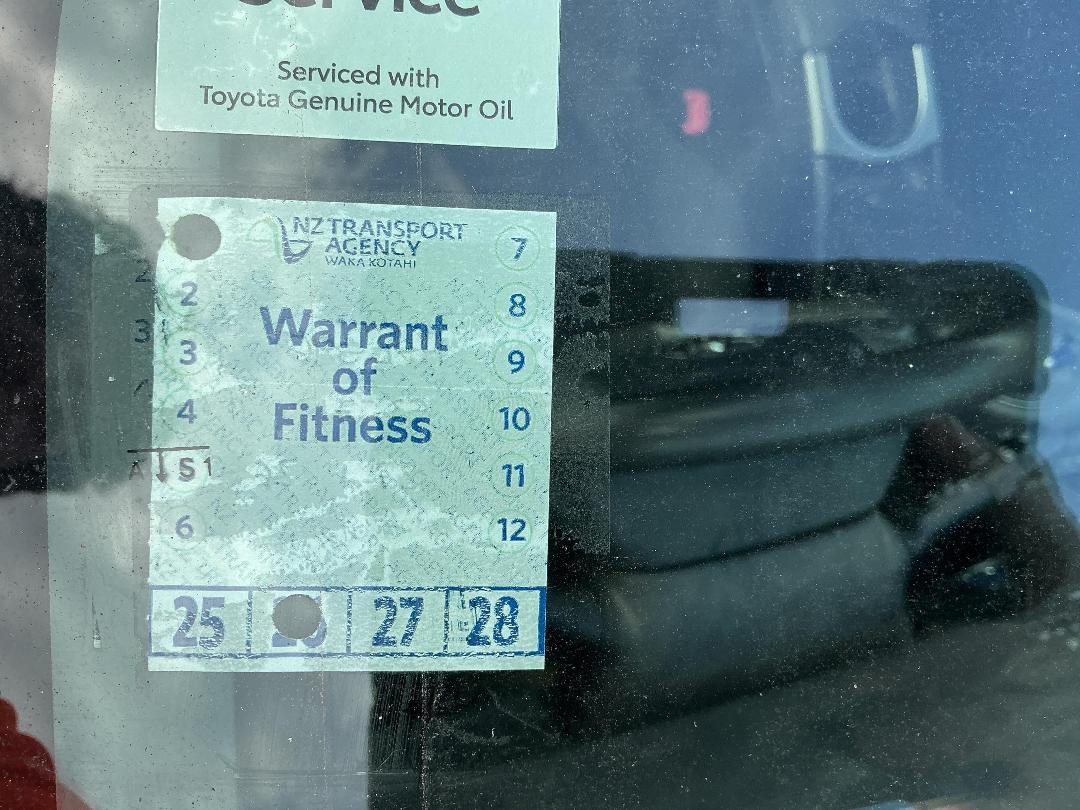 Service
Serviced with
Toyota Genuine Motor Oil
NZ TRANSPORT
AGENCY
WAKA KOTAHI
Warrant
of
Fitness
2
3
4
6
7
8
9
10
11
12
25 27 28